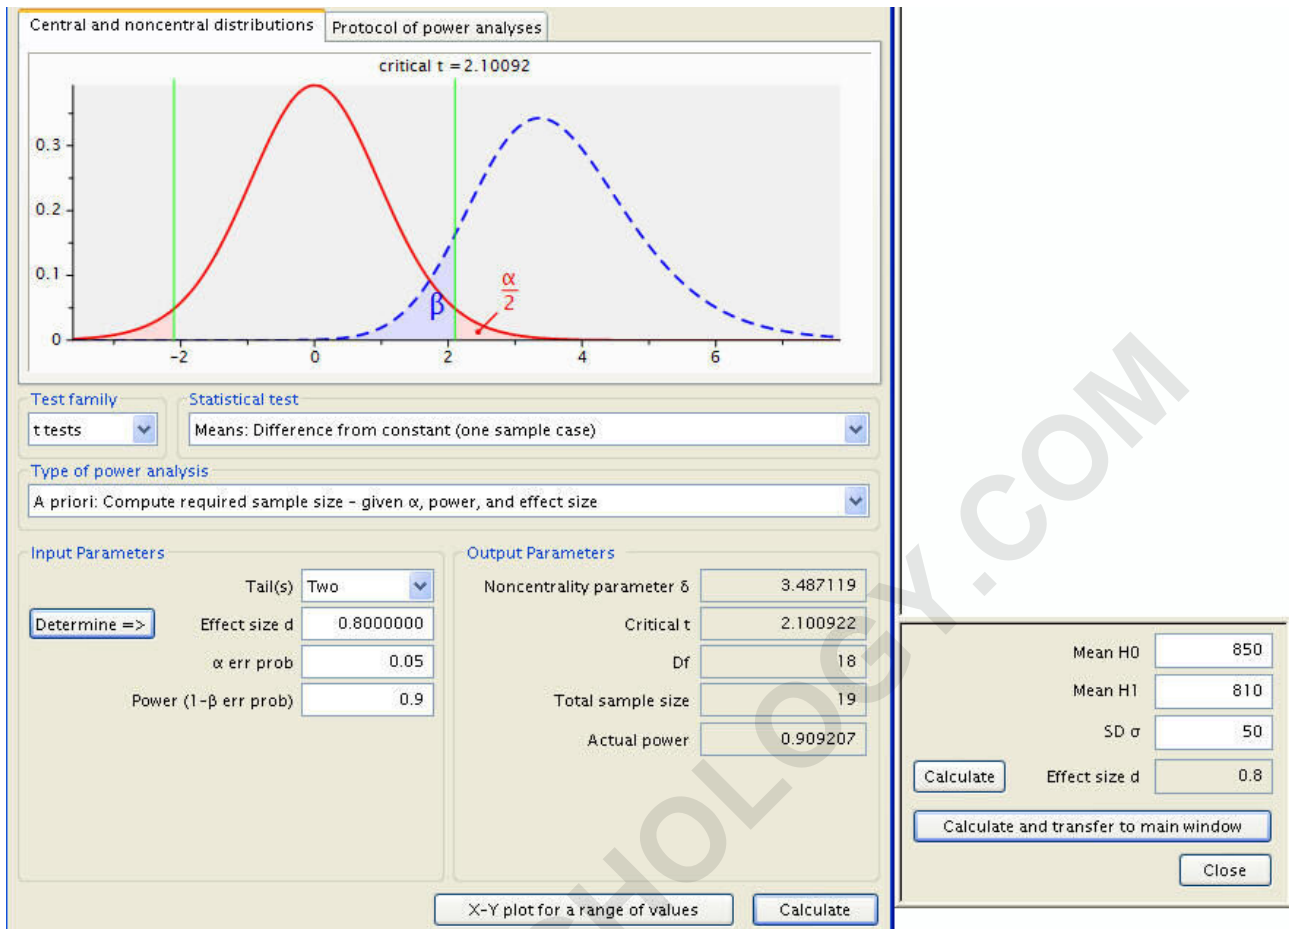 Central and noncentral distributions
Protocol of power analyses
critical t = 2.10092
0.3
0.2
0.1
0
α
2
β
-2
0
2
4
6
Test family
Statistical test
t tests
Means: Difference from constant (one sample case)
Type of power analysis
A priori: Compute required sample size – given α, power, and effect size
Input Parameters
Tail(s) Two
Determine => Effect size d 0.8000000
α err prob 0.05
Power (1-β err prob) 0.9
Output Parameters
Noncentrality parameter δ 3.487119
Critical t 2.100922
Df 18
Total sample size 19
Actual power 0.909207
X-Y plot for a range of values
Calculate
Mean H0 850
Mean H1 810
SD σ 50
Calculate Effect size d 0.8
Calculate and transfer to main window
Close
HOLOGY.COM